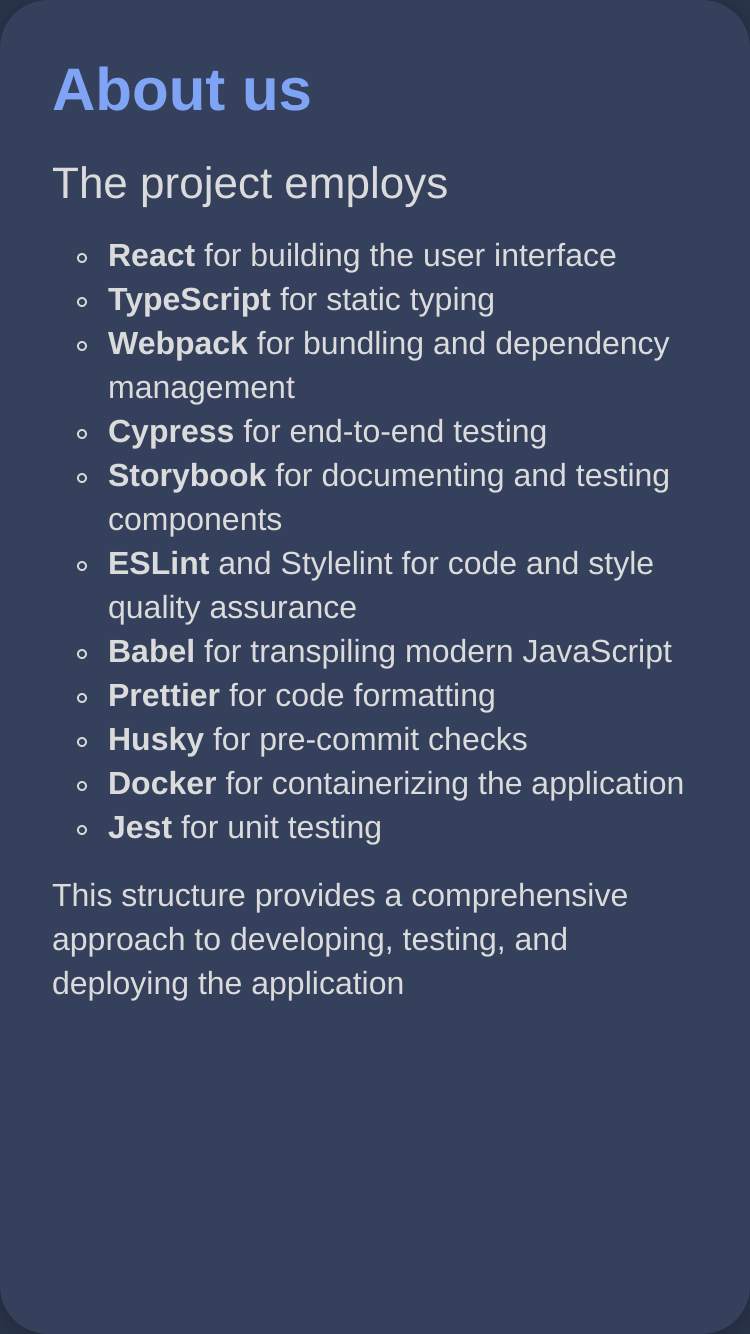 About us
The project employs
React for building the user interface
TypeScript for static typing
Webpack for bundling and dependency
management
Cypress for end-to-end testing
Storybook for documenting and testing
components
ESLint and Stylelint for code and style
quality assurance
Babel for transpiling modern JavaScript
Prettier for code formatting
Husky for pre-commit checks
Docker for containerizing the application
Jest for unit testing
This structure provides a comprehensive
approach to developing, testing, and
deploying the application